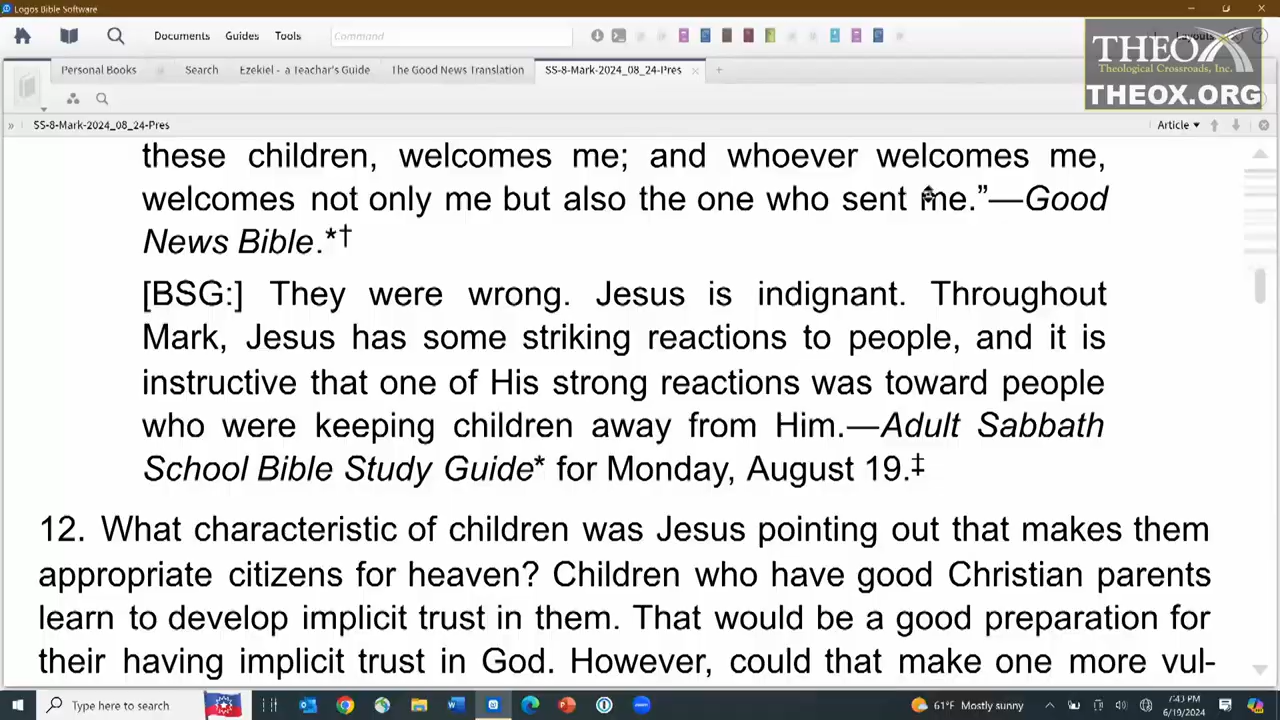 Logos Bible Software
Documents Guides Tools Command Layouts
THEOX
Theological Crossroads, Inc.
THEOX.ORG
Personal Books Search Ezekiel - a Teacher's Guide SS-8-Mark-2024_08_24-Pres
SS-8-Mark-2024_08_24-Pres Article
these children, welcomes me; and whoever welcomes me,
welcomes not only me but also the one who sent me.”—Good
News Bible.*†
[BSG:] They were wrong. Jesus is indignant. Throughout
Mark, Jesus has some striking reactions to people, and it is
instructive that one of His strong reactions was toward people
who were keeping children away from Him.—Adult Sabbath
School Bible Study Guide* for Monday, August 19.‡
12. What characteristic of children was Jesus pointing out that makes them
appropriate citizens for heaven? Children who have good Christian parents
learn to develop implicit trust in them. That would be a good preparation for
their having implicit trust in God. However, could that make one more vul-
Type here to search 61°F Mostly sunny 7:43 PM
6/19/2024